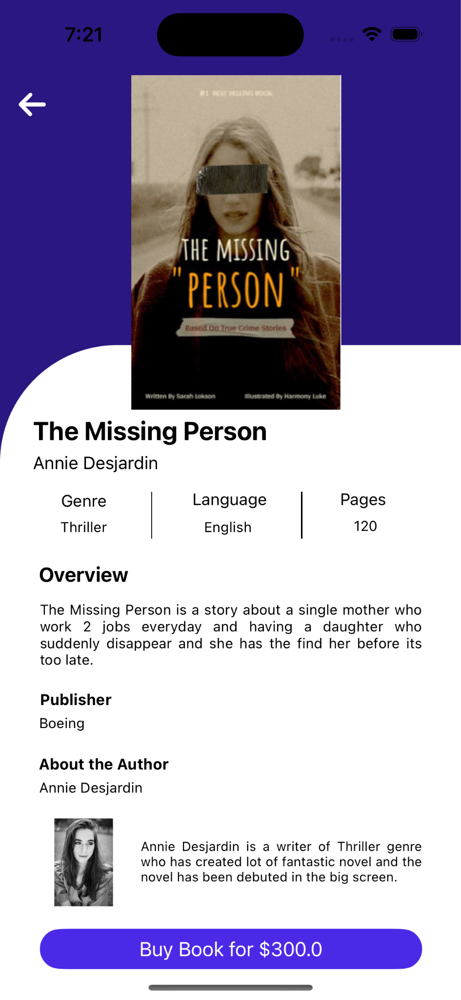 7:21
#1 BEST SELLING BOOK
THE MISSING
"PERSON"
Based On True Crime Stories
Written By Sarah Lokson
Illustrated By Harmony Luke
The Missing Person
Annie Desjardin
Genre
Language
Pages
Thriller
English
120
Overview
The Missing Person is a story about a single mother who
work 2 jobs everyday and having a daughter who
suddenly disappear and she has the find her before its
too late.
Publisher
Boeing
About the Author
Annie Desjardin
Annie Desjardin is a writer of Thriller genre
who has created lot of fantastic novel and the
novel has been debuted in the big screen.
Buy Book for $300.0